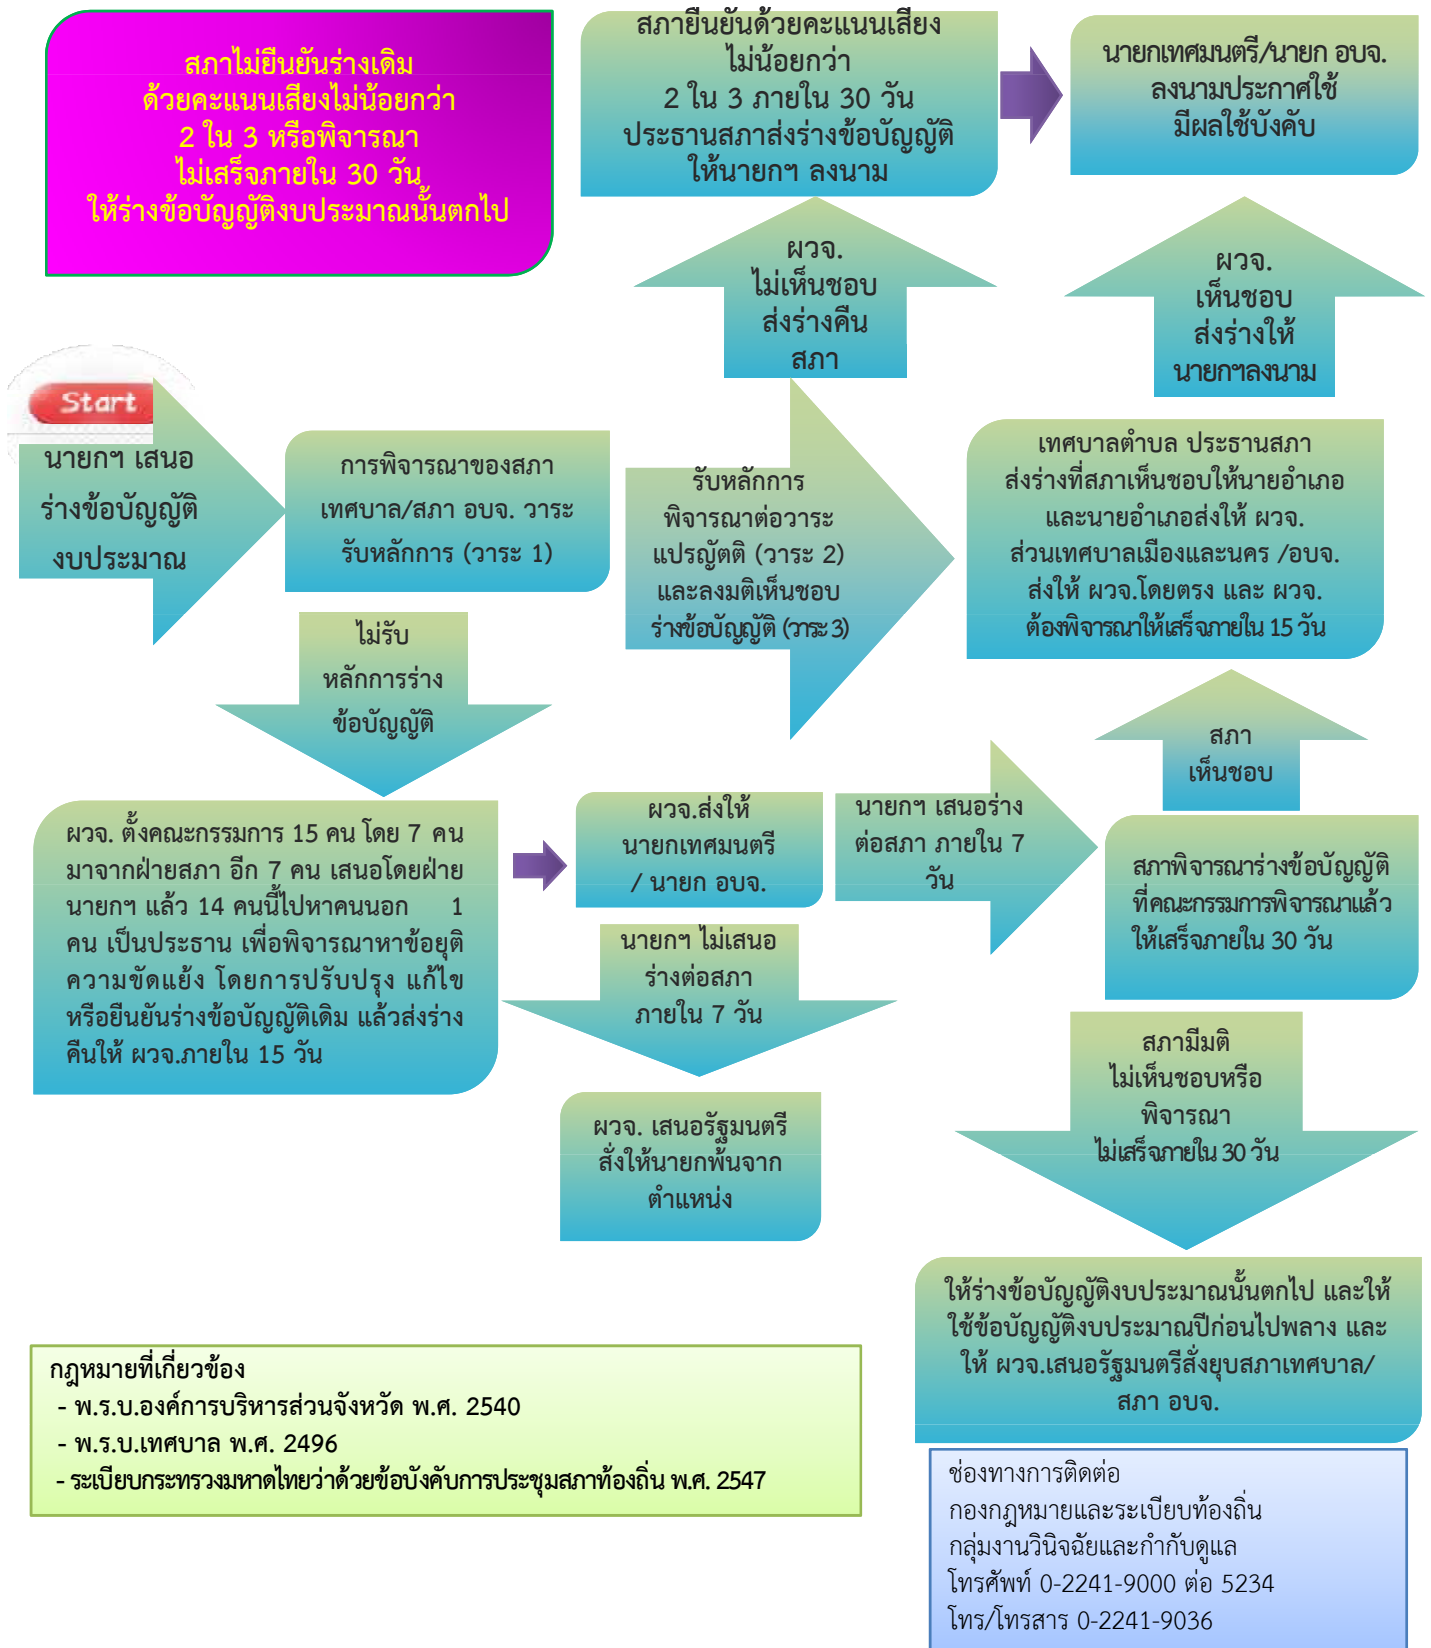 สภาไม่ยืนยันร่างเดิม
ด้วยคะแนนเสียงไม่น้อยกว่า
2 ใน 3 หรือพิจารณา
ไม่เสร็จภายใน 30 วัน
ให้ร่างข้อบัญญัติงบประมาณนั้นตกไป
สภายืนยันด้วยคะแนนเสียง
ไม่น้อยกว่า
2 ใน 3 ภายใน 30 วัน
ประธานสภาส่งร่างข้อบัญญัติ
ให้นายกฯ ลงนาม
นายกเทศมนตรี/นายก อบจ.
ลงนามประกาศใช้
มีผลใช้บังคับ
ผวจ.
ไม่เห็นชอบ
ส่งร่างคืน
สภา
ผวจ.
เห็นชอบ
ส่งร่างให้
นายกฯลงนาม
Start
นายกฯ เสนอ
ร่างข้อบัญญัติ
งบประมาณ
การพิจารณาของสภา
เทศบาล/สภา อบจ. วาระ
รับหลักการ (วาระ 1)
รับหลักการ
พิจารณาต่อวาระ
แปรญัตติ (วาระ 2)
และลงมติเห็นชอบ
ร่างข้อบัญญัติ (วาระ 3)
เทศบาลตำบล ประธานสภา
ส่งร่างที่สภาเห็นชอบให้นายอำเภอ
และนายอำเภอส่งให้ ผวจ.
ส่วนเทศบาลเมืองและนคร /อบจ.
ส่งให้ ผวจ.โดยตรง และ ผวจ.
ต้องพิจารณาให้เสร็จภายใน 15 วัน
ไม่รับ
หลักการร่าง
ข้อบัญญัติ
สภา
เห็นชอบ
ผวจ. ตั้งคณะกรรมการ 15 คน โดย 7 คน
มาจากฝ่ายสภา อีก 7 คน เสนอโดยฝ่าย
นายกฯ แล้ว 14 คนนี้ไปหาคนนอก 1
คน เป็นประธาน เพื่อพิจารณาหาข้อยุติ
ความขัดแย้ง โดยการปรับปรุง แก้ไข
หรือยืนยันร่างข้อบัญญัติเดิม แล้วส่งร่าง
คืนให้ ผวจ.ภายใน 15 วัน
ผวจ.ส่งให้
นายกเทศมนตรี
/ นายก อบจ.
นายกฯ เสนอร่าง
ต่อสภา ภายใน 7
วัน
สภาพิจารณาร่างข้อบัญญัติ
ที่คณะกรรมการพิจารณาแล้ว
ให้เสร็จภายใน 30 วัน
นายกฯ ไม่เสนอ
ร่างต่อสภา
ภายใน 7 วัน
สภามีมติ
ไม่เห็นชอบหรือ
พิจารณา
ไม่เสร็จภายใน 30 วัน
ผวจ. เสนอรัฐมนตรี
สั่งให้นายกพ้นจาก
ตำแหน่ง
ให้ร่างข้อบัญญัติงบประมาณนั้นตกไป และให้
ใช้ข้อบัญญัติงบประมาณปีก่อนไปพลาง และ
ให้ ผวจ.เสนอรัฐมนตรีสั่งยุบสภาเทศบาล/
สภา อบจ.
กฎหมายที่เกี่ยวข้อง
- พ.ร.บ.องค์การบริหารส่วนจังหวัด พ.ศ. 2540
- พ.ร.บ.เทศบาล พ.ศ. 2496
- ระเบียบกระทรวงมหาดไทยว่าด้วยข้อบังคับการประชุมสภาท้องถิ่น พ.ศ. 2547
ช่องทางการติดต่อ
กองกฎหมายและระเบียบท้องถิ่น
กลุ่มงานวินิจฉัยและกำกับดูแล
โทรศัพท์ 0-2241-9000 ต่อ 5234
โทร/โทรสาร 0-2241-9036